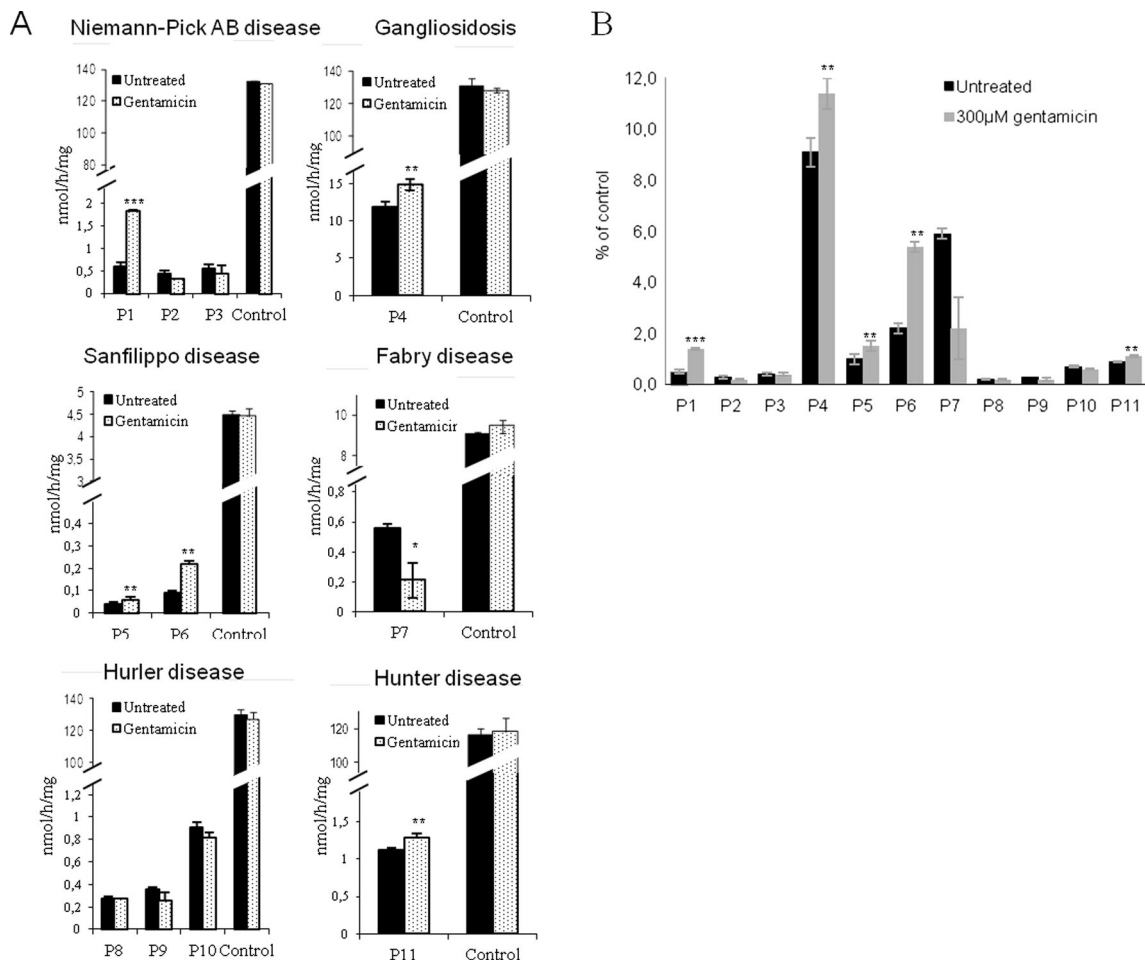 A
Niemann-Pick AB disease
Untreated
Gentamicin
nmol/h/mg
140
120
100
80
2
1,5
1
0,5
0
***
P1 P2 P3 Control
Gangliosidosis
Untreated
Gentamicin
nmol/h/mg
140
120
100
15
10
5
0
**
P4 Control
Sanfilippo disease
Untreated
Gentamicin
nmol/h/mg
5
4,5
4
3,5
3
0,4
0,3
0,2
0,1
0
**
**
P5 P6 Control
Fabry disease
Untreated
Gentamicin
nmol/h/mg
10
9
8
0,8
0,6
0,4
0,2
0
*
P7 Control
Hurler disease
Untreated
Gentamicin
nmol/h/mg
140
130
120
110
100
1,2
1
0,8
0,6
0,4
0,2
0
P8 P9 P10 Control
Hunter disease
Untreated
Gentamicin
nmol/h/mg
120
100
1,5
1
0,5
0
**
P11 Control
B
Untreated
300µM gentamicin
% of control
12,0
10,0
8,0
6,0
4,0
2,0
0,0
***
**
**
**
**
P1 P2 P3 P4 P5 P6 P7 P8 P9 P10 P11